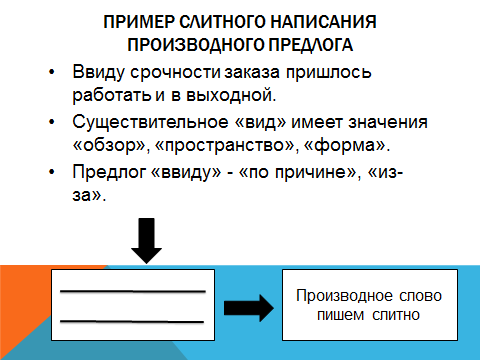 ПРИМЕР СЛИТНОГО НАПИСАНИЯ
ПРОИЗВОДНОГО ПРЕДЛОГА
• Ввиду срочности заказа пришлось
работать и в выходной.
• Существительное «вид» имеет значения
«обзор», «пространство», «форма».
• Предлог «ввиду» - «по причине», «из-
за».
Производное слово
пишем слитно